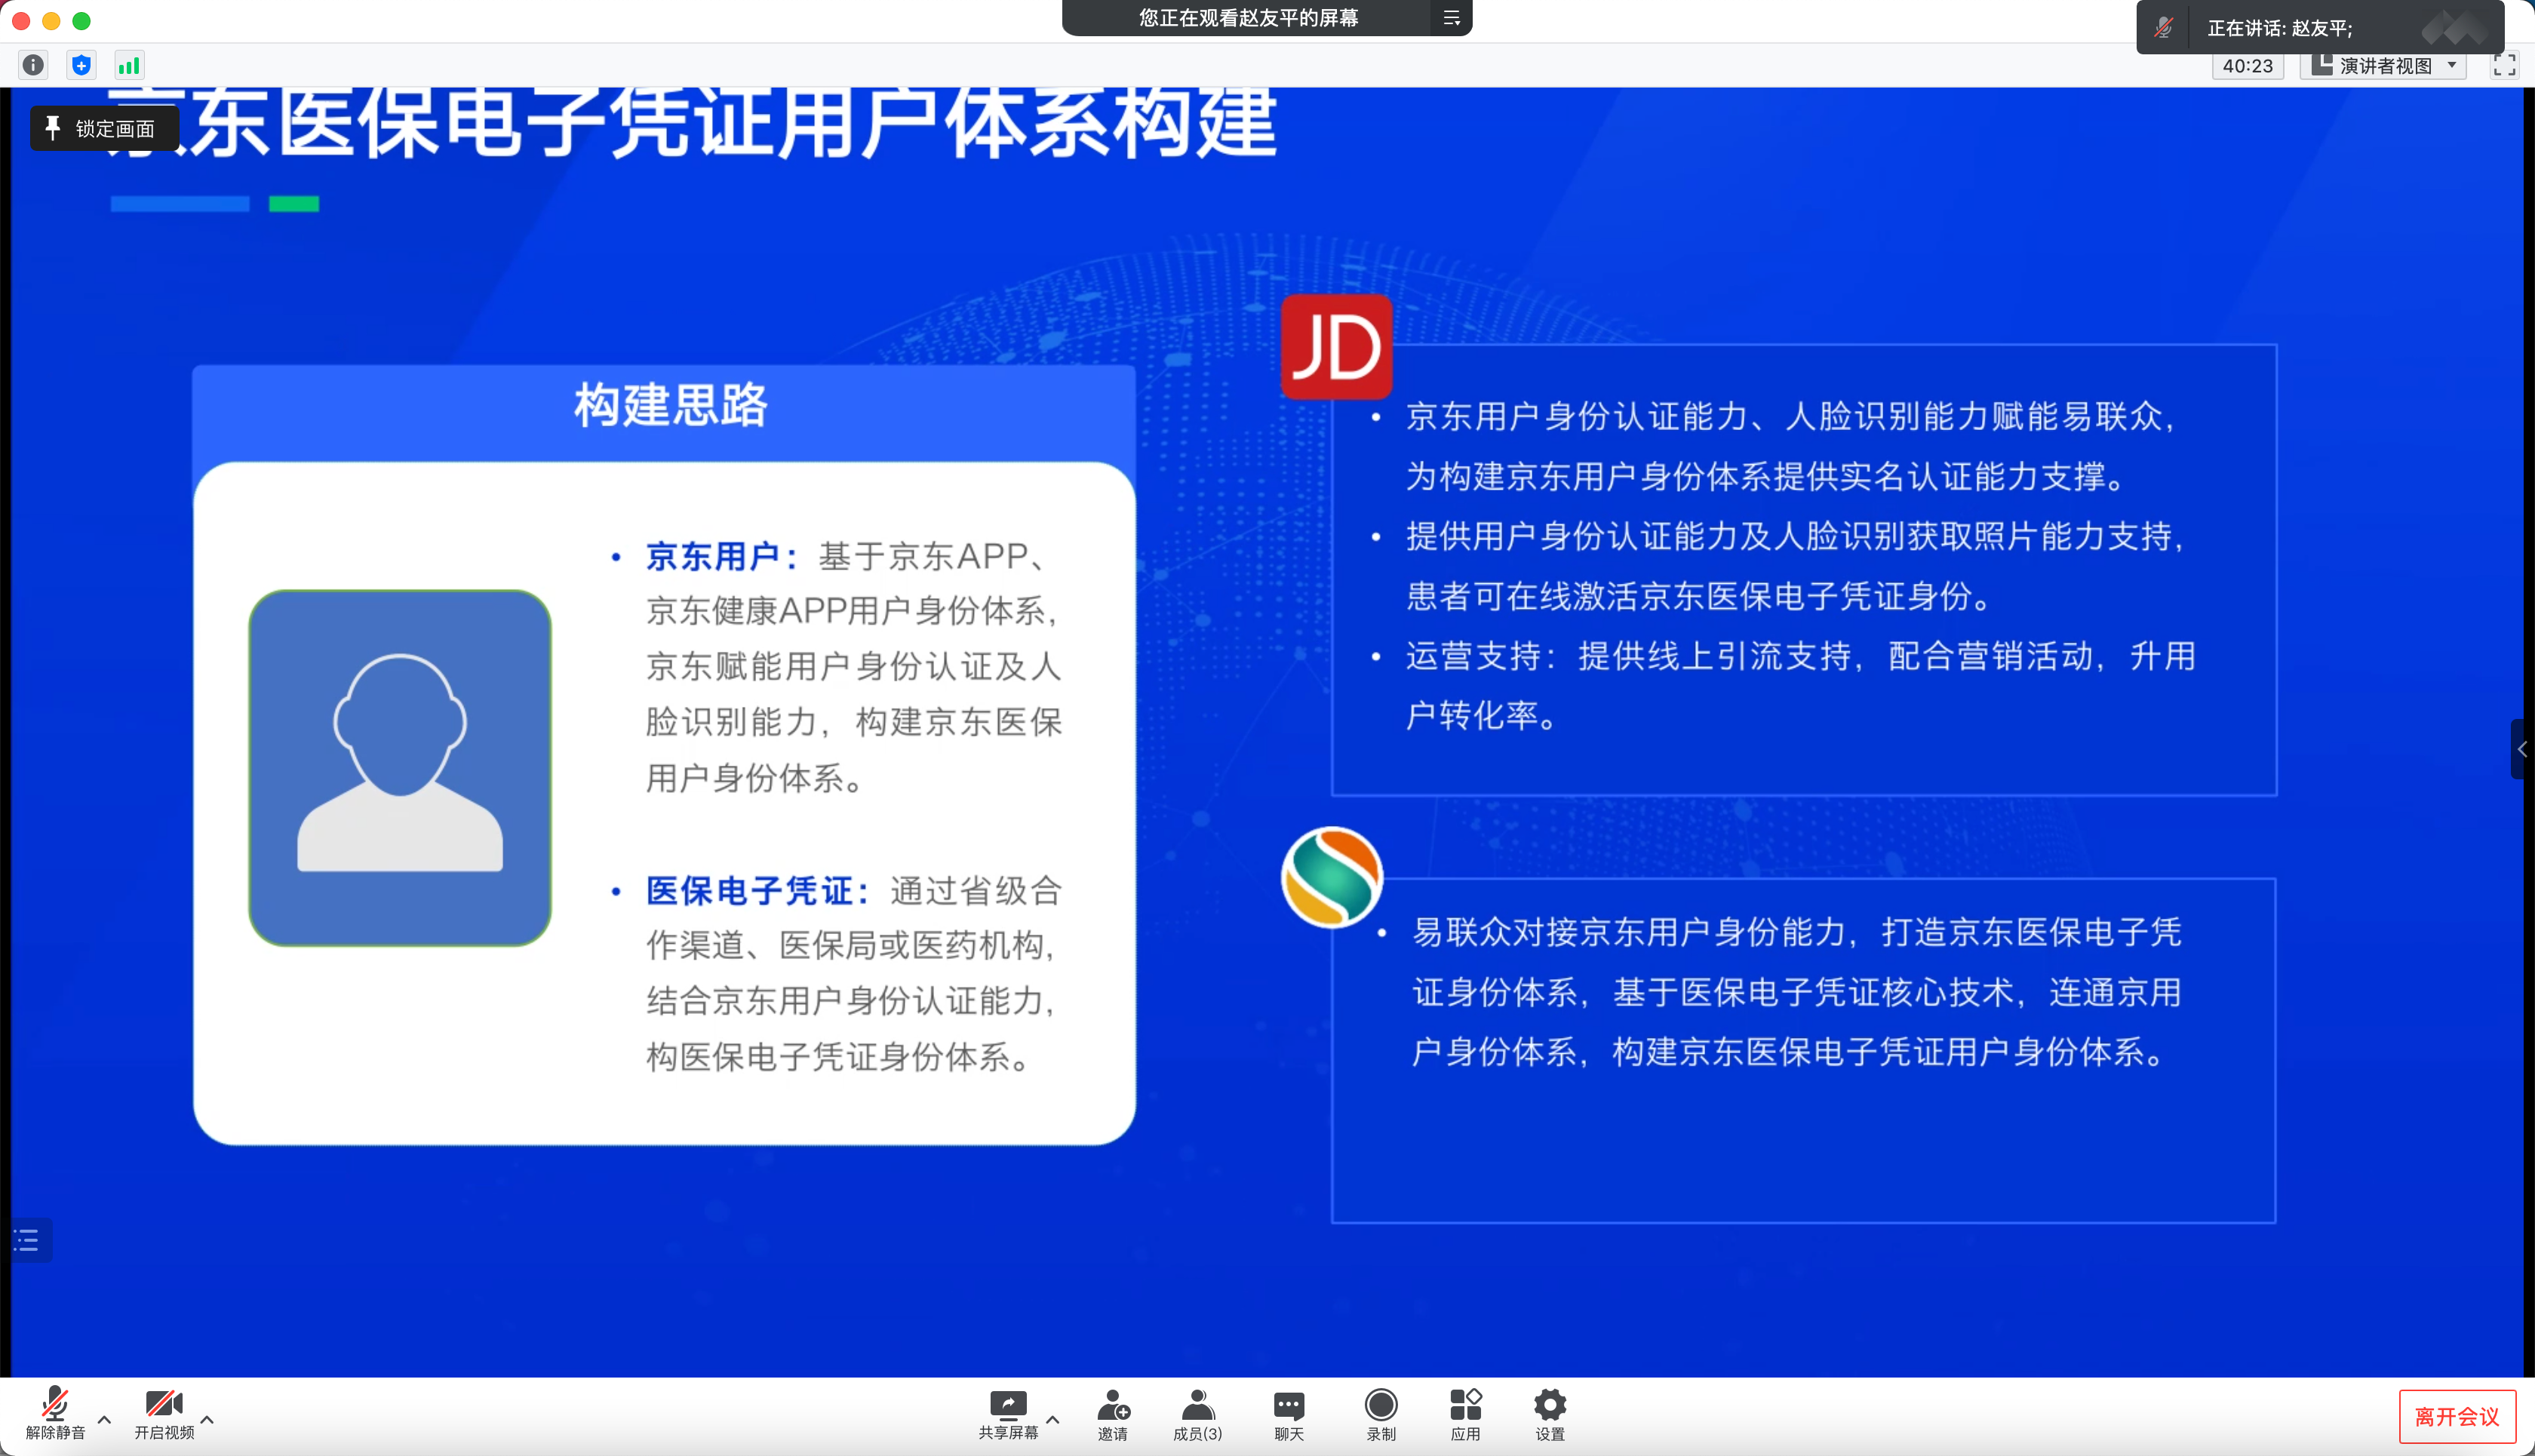 您正在观看赵友平的屏幕
正在讲话: 赵友平;
40:23
演讲者视图
锁定画面
京东医保电子凭证用户体系构建
构建思路
• 京东用户：基于京东APP、
京东健康APP用户身份体系，
京东赋能用户身份认证及人
脸识别能力，构建京东医保
用户身份体系。
• 医保电子凭证：通过省级合
作渠道、医保局或医药机构，
结合京东用户身份认证能力，
构医保电子凭证身份体系。
JD
• 京东用户身份认证能力、人脸识别能力赋能易联众，
为构建京东用户身份体系提供实名认证能力支撑。
• 提供用户身份认证能力及人脸识别获取照片能力支持，
患者可在线激活京东医保电子凭证身份。
• 运营支持：提供线上引流支持，配合营销活动，升用
户转化率。
• 易联众对接京东用户身份能力，打造京东医保电子凭
证身份体系，基于医保电子凭证核心技术，连通京用
户身份体系，构建京东医保电子凭证用户身份体系。
解除静音
开启视频
共享屏幕
邀请
成员(3)
聊天
录制
应用
设置
离开会议